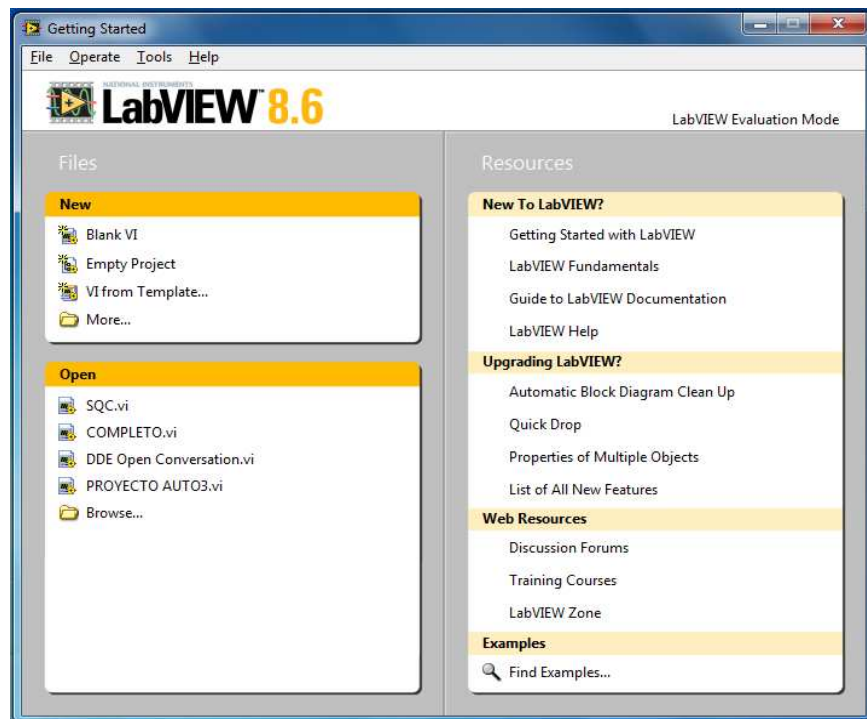 Getting Started
File Operate Tools Help
NATIONAL INSTRUMENTS
LabVIEW™ 8.6
LabVIEW Evaluation Mode
Files
New
Blank VI
Empty Project
VI from Template...
More...
Open
SQC.vi
COMPLETO.vi
DDE Open Conversation.vi
PROYECTO AUTO3.vi
Browse...
Resources
New To LabVIEW?
Getting Started with LabVIEW
LabVIEW Fundamentals
Guide to LabVIEW Documentation
LabVIEW Help
Upgrading LabVIEW?
Automatic Block Diagram Clean Up
Quick Drop
Properties of Multiple Objects
List of All New Features
Web Resources
Discussion Forums
Training Courses
LabVIEW Zone
Examples
Find Examples...